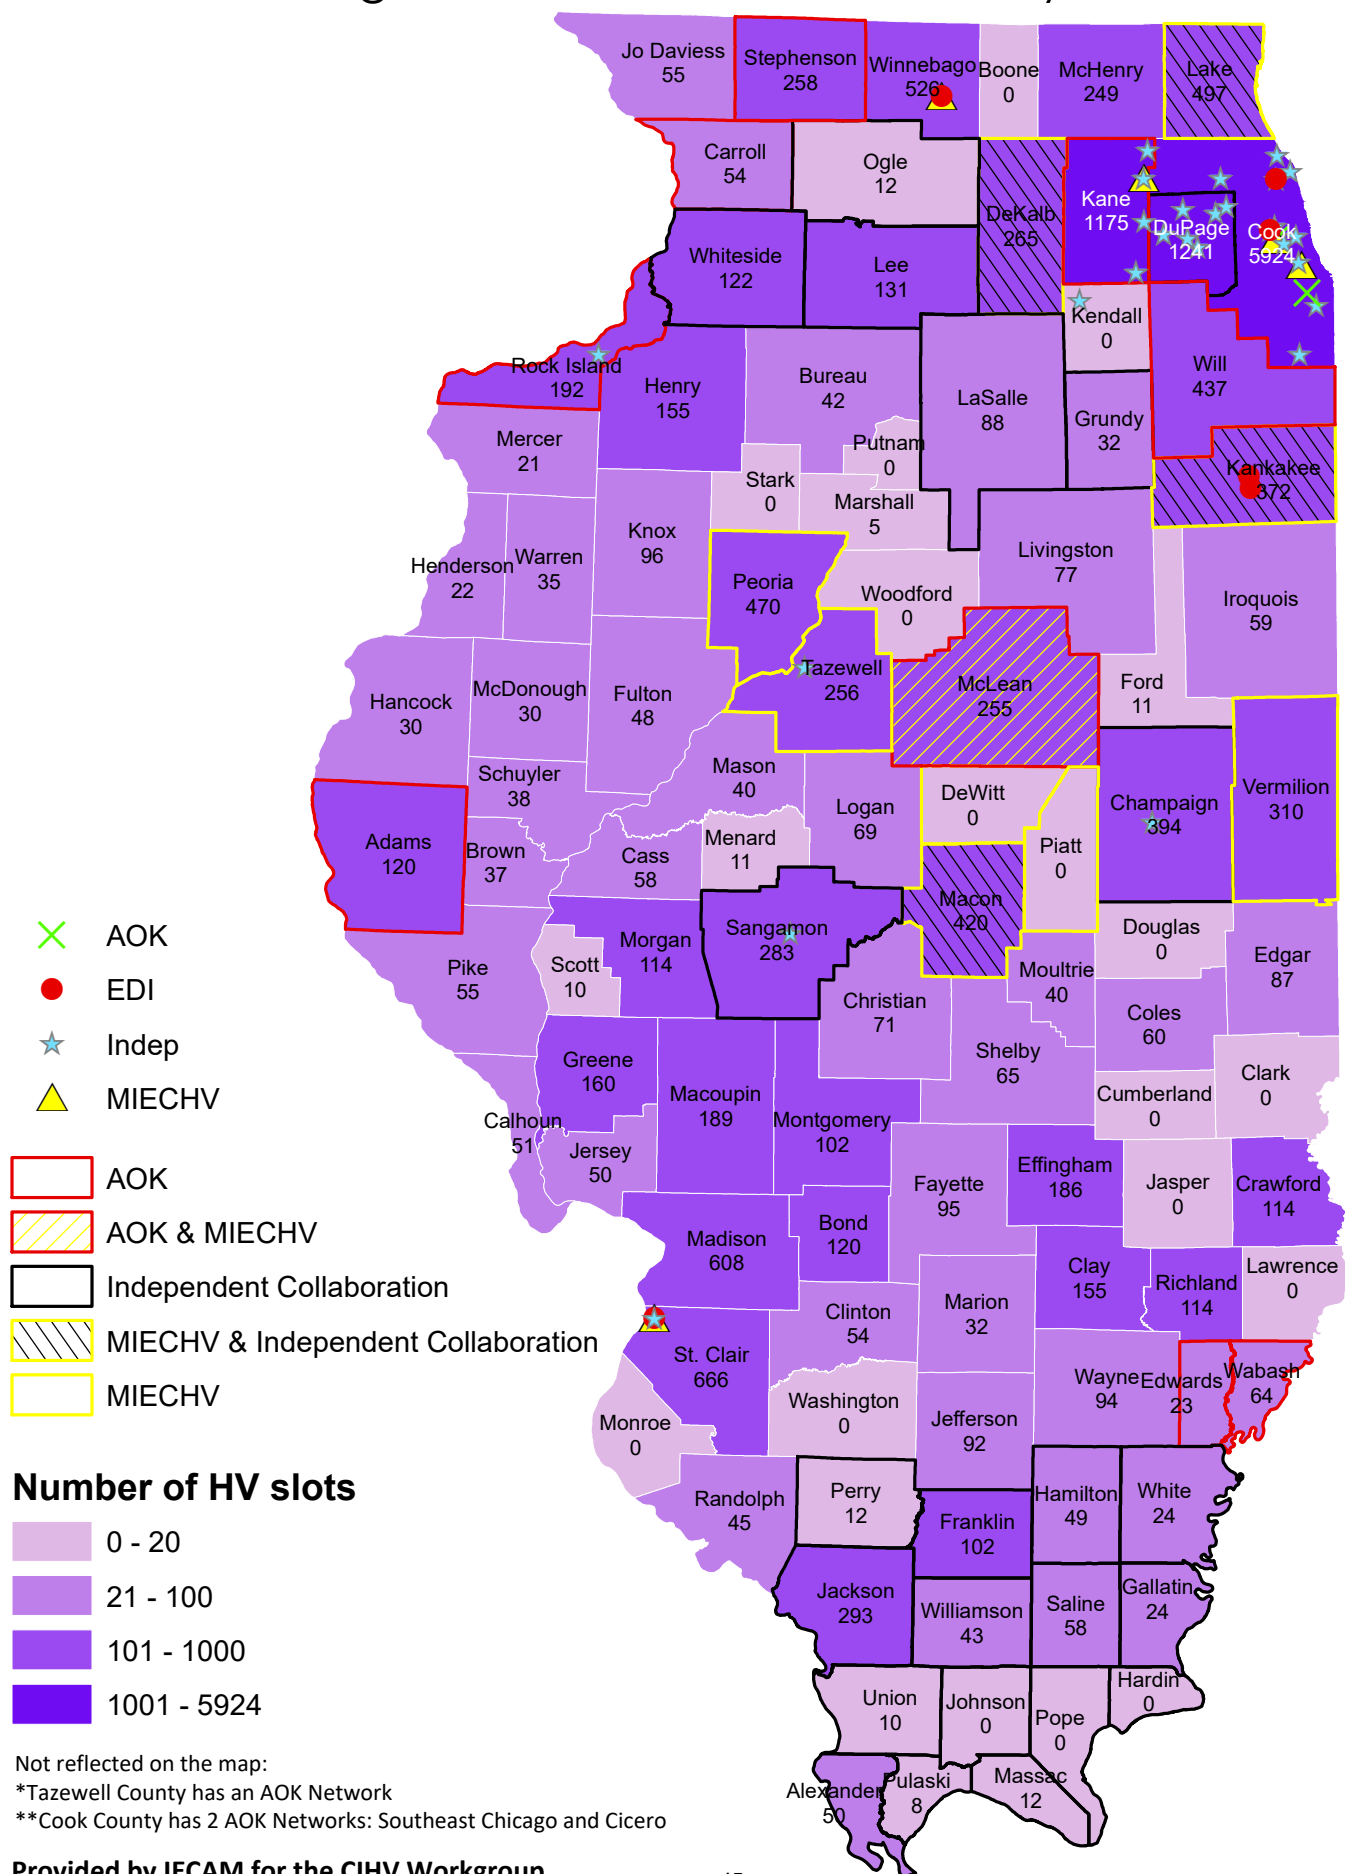 Jo Daviess
55
Stephenson
258
Winnebago
526
Boone
0
McHenry
249
Lake
497
Carroll
54
Ogle
12
DeKalb
265
Kane
1175
DuPage
1241
Cook
5924
Whiteside
122
Lee
131
Kendall
0
Rock Island
192
Henry
155
Bureau
42
LaSalle
88
Grundy
32
Will
437
Mercer
21
Putnam
0
Kankakee
372
Stark
0
Marshall
5
Knox
96
Henderson
22
Warren
35
Peoria
470
Woodford
0
Livingston
77
Iroquois
59
Hancock
30
McDonough
30
Fulton
48
Tazewell
256
McLean
255
Ford
11
Schuyler
38
Mason
40
Logan
69
DeWitt
0
Champaign
394
Vermilion
310
Adams
120
Brown
37
Cass
58
Menard
11
Piatt
0
Macon
420
Pike
55
Scott
10
Morgan
114
Sangamon
283
Douglas
0
Edgar
87
Christian
71
Moultrie
40
Coles
60
Greene
160
Macoupin
189
Montgomery
102
Shelby
65
Cumberland
0
Clark
0
Calhoun
51
Jersey
50
Fayette
95
Effingham
186
Jasper
0
Crawford
114
Madison
608
Bond
120
Clay
155
Richland
114
Lawrence
0
Clinton
54
Marion
32
St. Clair
666
Wayne
94
Edwards
23
Wabash
64
Monroe
0
Washington
0
Jefferson
92
Randolph
45
Perry
12
Franklin
102
Hamilton
49
White
24
Jackson
293
Williamson
43
Saline
58
Gallatin
24
Union
10
Johnson
0
Pope
0
Hardin
0
Alexander
50
Pulaski
8
Massac
12
AOK
EDI
Indep
MIECHV
AOK
AOK & MIECHV
Independent Collaboration
MIECHV & Independent Collaboration
MIECHV
Number of HV slots
0 - 20
21 - 100
101 - 1000
1001 - 5924
Not reflected on the map:
*Tazewell County has an AOK Network
**Cook County has 2 AOK Networks: Southeast Chicago and Cicero
Provided by IECAM for the CIHV Workgroup